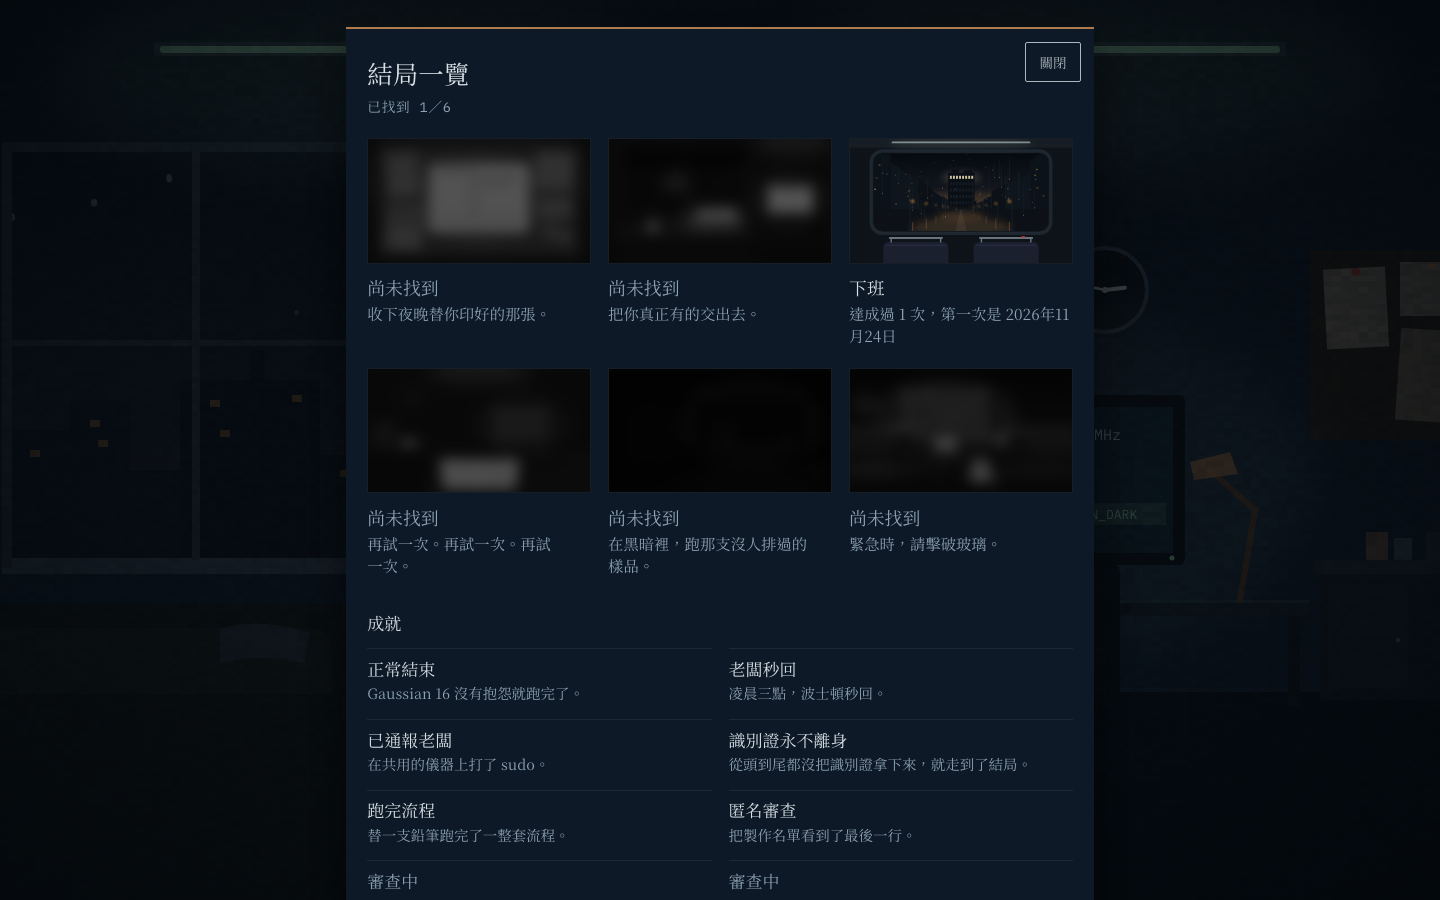 結局一覽
關閉
已找到 1／6
尚未找到
收下夜晚替你印好的那張。
尚未找到
把你真正有的交出去。
下班
達成過 1 次，第一次是 2026年11
月24日
尚未找到
再試一次。再試一次。再試
一次。
尚未找到
在黑暗裡，跑那支沒人排過的
樣品。
尚未找到
緊急時，請擊破玻璃。
MHz
N_DARK
成就
正常結束
Gaussian 16 沒有抱怨就跑完了。
老闆秒回
凌晨三點，波士頓秒回。
已通報老闆
在共用的儀器上打了 sudo。
識別證永不離身
從頭到尾都沒把識別證拿下來，就走到了結局。
跑完流程
替一支鉛筆跑完了一整套流程。
匿名審查
把製作名單看到了最後一行。
審查中
審查中